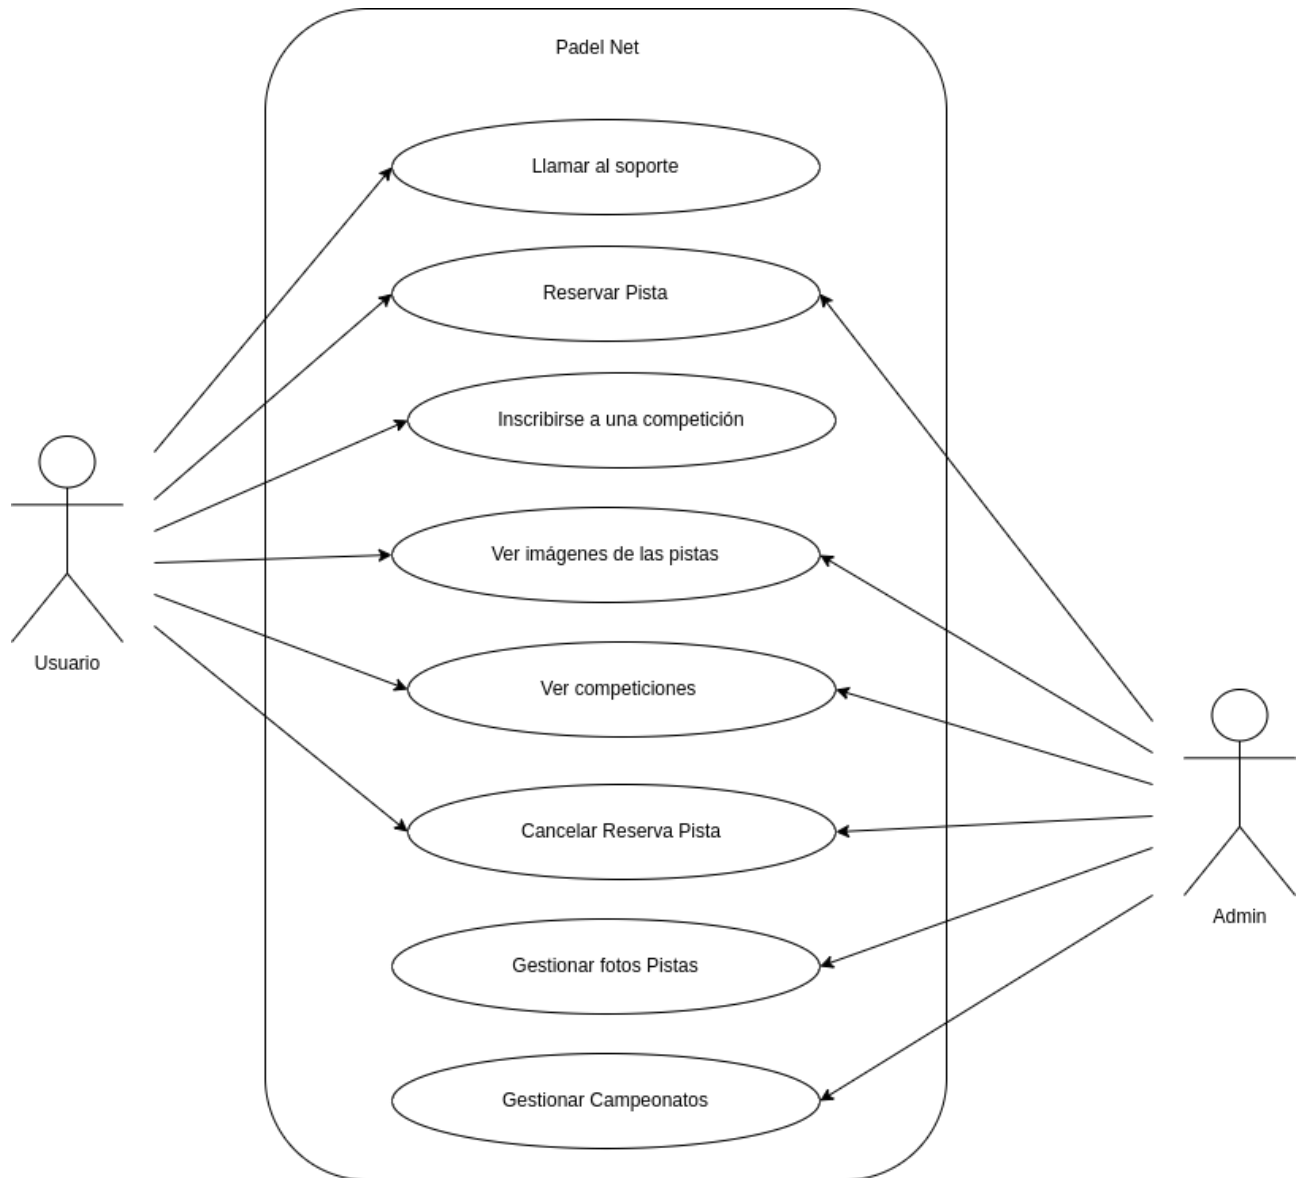 Padel Net
Llamar al soporte
Reservar Pista
Inscribirse a una competición
Ver imágenes de las pistas
Ver competiciones
Cancelar Reserva Pista
Gestionar fotos Pistas
Gestionar Campeonatos
Usuario
Admin